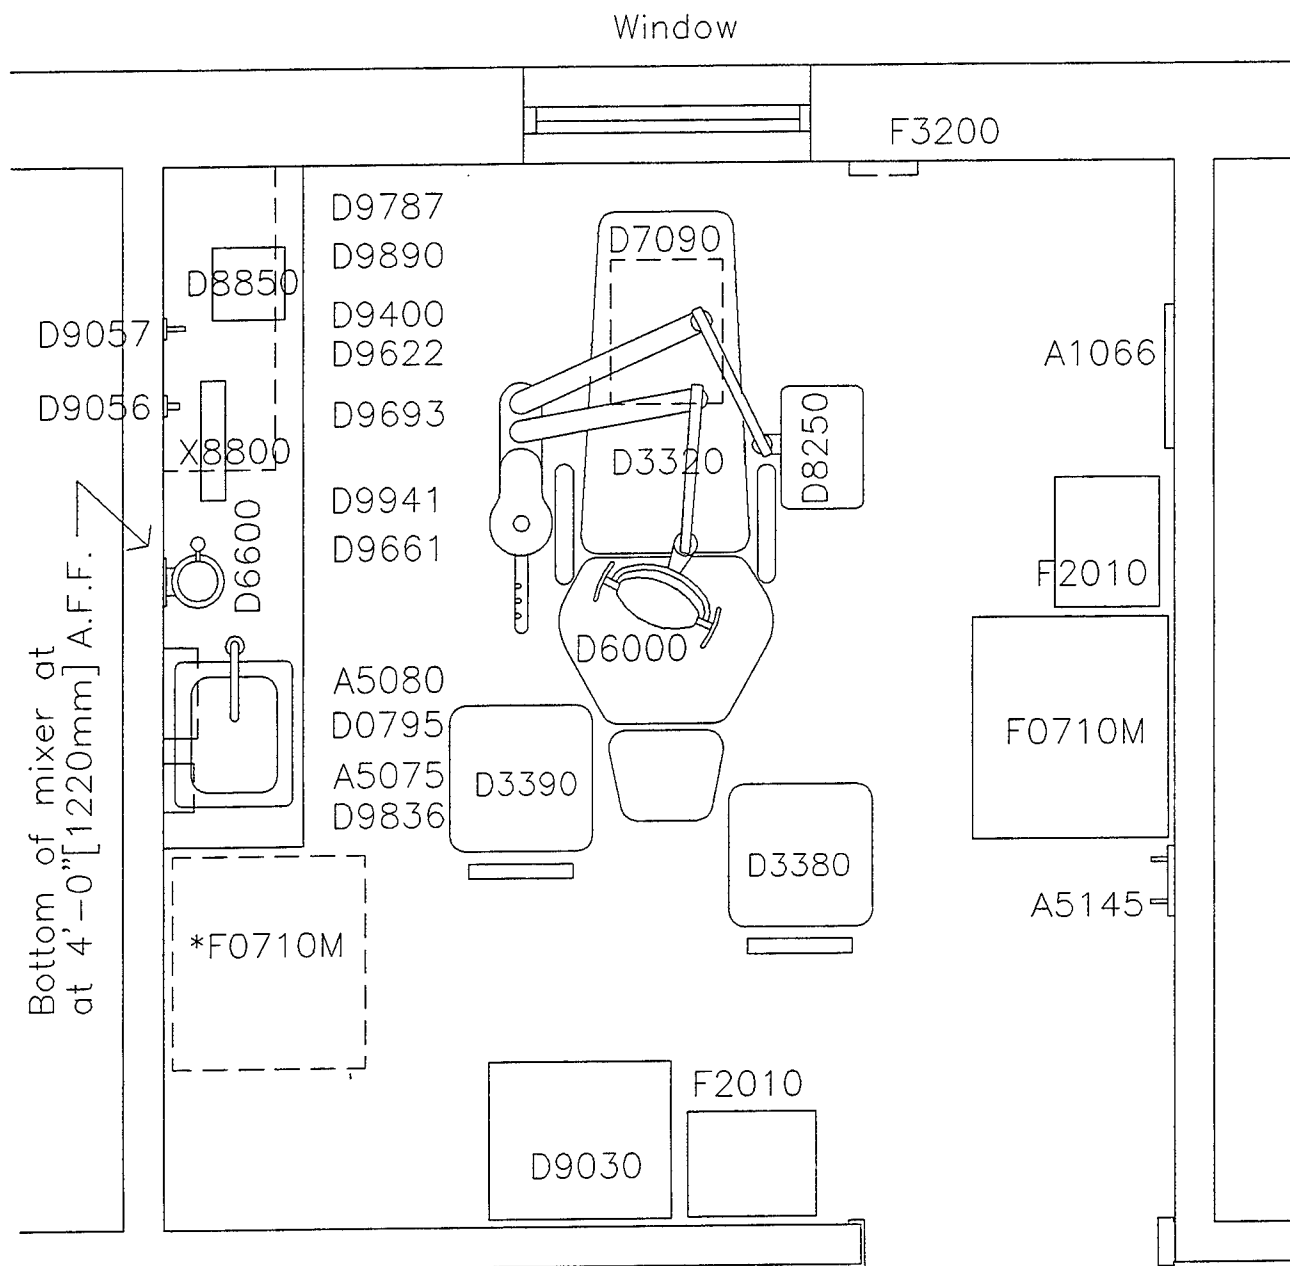 Window
F3200
D9787
D7090
D9890
D8850
D9400
D9057
D9622
A1066
D9056
D9693
X8800
D3320
D8250
D9941
D6600
D9661
F2010
D6000
A5080
D0795
F0710M
A5075
D3390
D9836
D3380
A5145
Bottom of mixer at
at 4'-0"[1220mm] A.F.F.
*F0710M
F2010
D9030